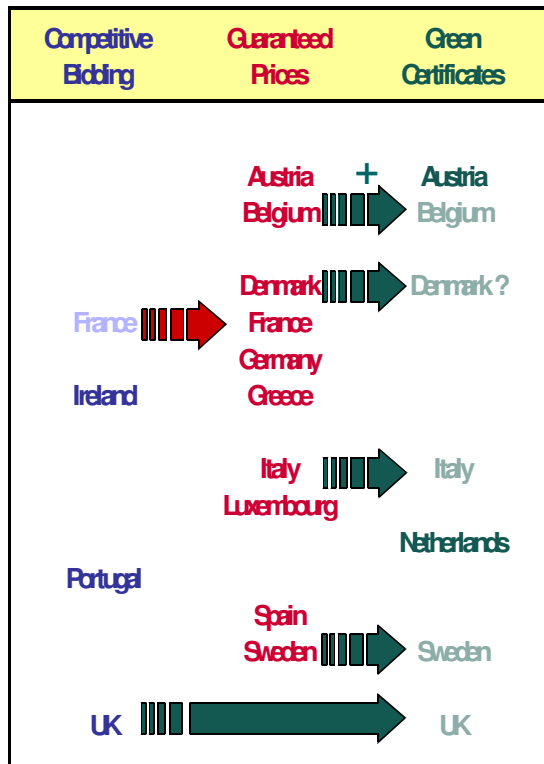 Competitive Bidding
Guaranteed Prices
Green Certificates
Austria + Austria
Belgium Belgium
Denmark Denmark ?
France France
Germany
Ireland Greece
Italy Italy
Luxembourg
Netherlands
Portugal
Spain
Sweden Sweden
UK UK